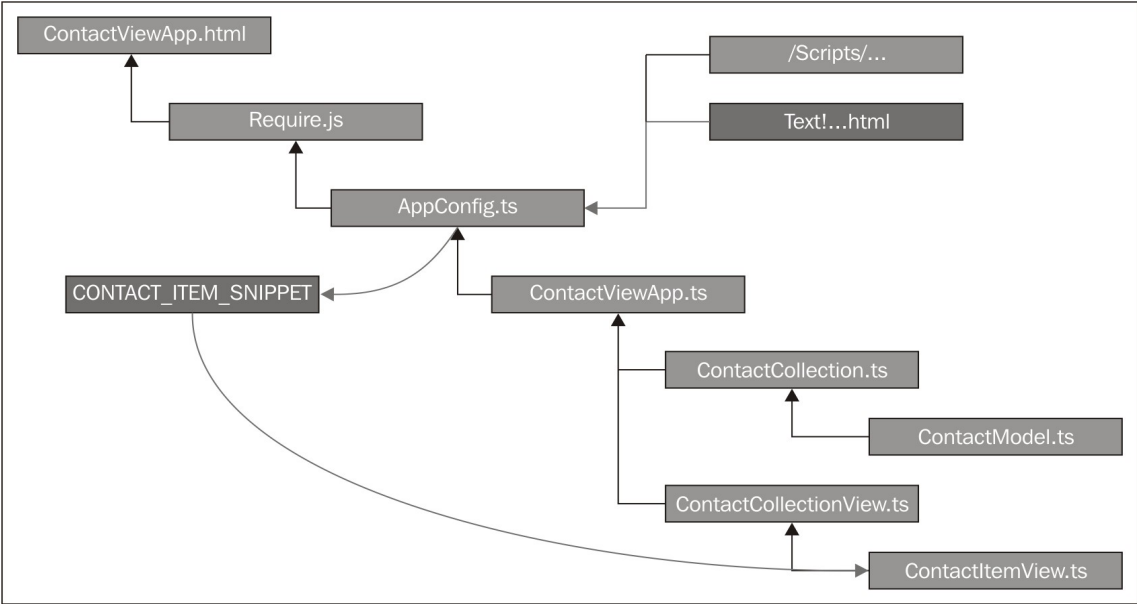 ContactViewApp.html
/Scripts/...
Require.js
Text!...html
AppConfig.ts
CONTACT_ITEM_SNIPPET
ContactViewApp.ts
ContactCollection.ts
ContactModel.ts
ContactCollectionView.ts
ContactItemView.ts